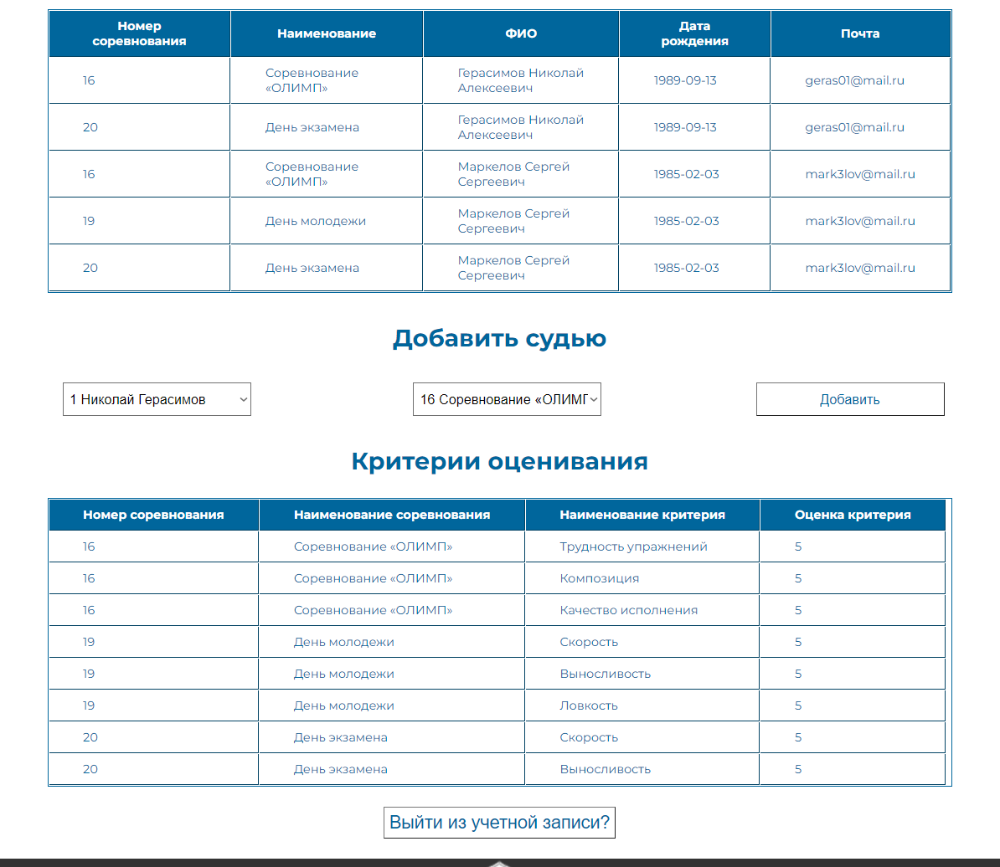 Номер соревнования Наименование ФИО Дата рождения Почта
16 Соревнование «ОЛИМП» Герасимов Николай Алексеевич 1989-09-13 geras01@mail.ru
20 День экзамена Герасимов Николай Алексеевич 1989-09-13 geras01@mail.ru
16 Соревнование «ОЛИМП» Маркелов Сергей Сергеевич 1985-02-03 mark3lov@mail.ru
19 День молодежи Маркелов Сергей Сергеевич 1985-02-03 mark3lov@mail.ru
20 День экзамена Маркелов Сергей Сергеевич 1985-02-03 mark3lov@mail.ru
Добавить судью
1 Николай Герасимов 16 Соревнование «ОЛИМП Добавить
Критерии оценивания
Номер соревнования Наименование соревнования Наименование критерия Оценка критерия
16 Соревнование «ОЛИМП» Трудность упражнений 5
16 Соревнование «ОЛИМП» Композиция 5
16 Соревнование «ОЛИМП» Качество исполнения 5
19 День молодежи Скорость 5
19 День молодежи Выносливость 5
19 День молодежи Ловкость 5
20 День экзамена Скорость 5
20 День экзамена Выносливость 5
Выйти из учетной записи?